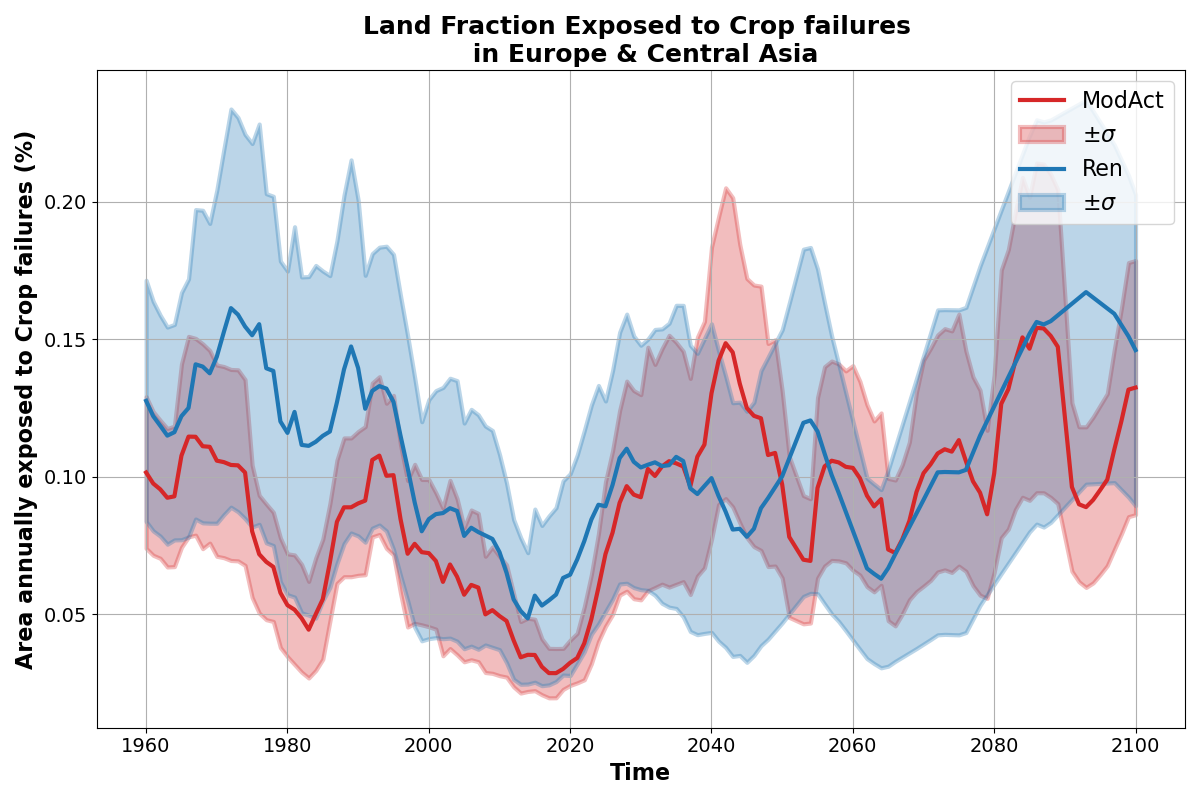 Land Fraction Exposed to Crop failures
in Europe & Central Asia
Area annually exposed to Crop failures (%)
0.20
0.15
0.10
0.05
ModAct
±σ
Ren
±σ
1960 1980 2000 2020 2040 2060 2080 2100
Time